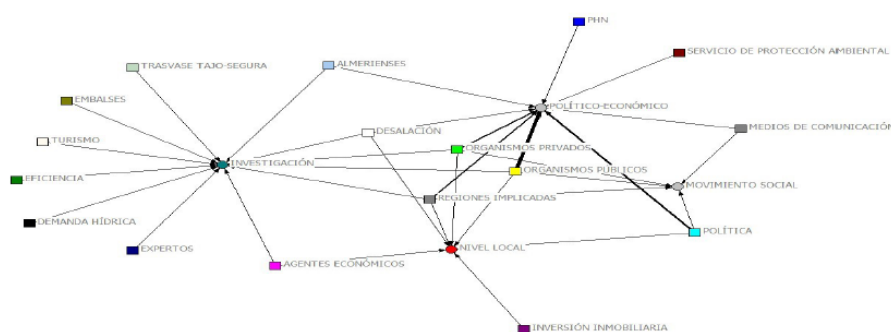 PHN
SERVICIO DE PROTECCIÓN AMBIENTAL
TRASVASE TAJO-SEGURA
ALMERIENSES
EMBALSES
POLÍTICO-ECONÓMICO
MEDIOS DE COMUNICACIÓN
DESALACIÓN
TURISMO
ORGANISMOS PRIVADOS
INVESTIGACIÓN
ORGANISMOS PÚBLICOS
EFICIENCIA
MOVIMIENTO SOCIAL
REGIONES IMPLICADAS
DEMANDA HÍDRICA
POLÍTICA
EXPERTOS
NIVEL LOCAL
AGENTES ECONÓMICOS
INVERSIÓN INMOBILIARIA